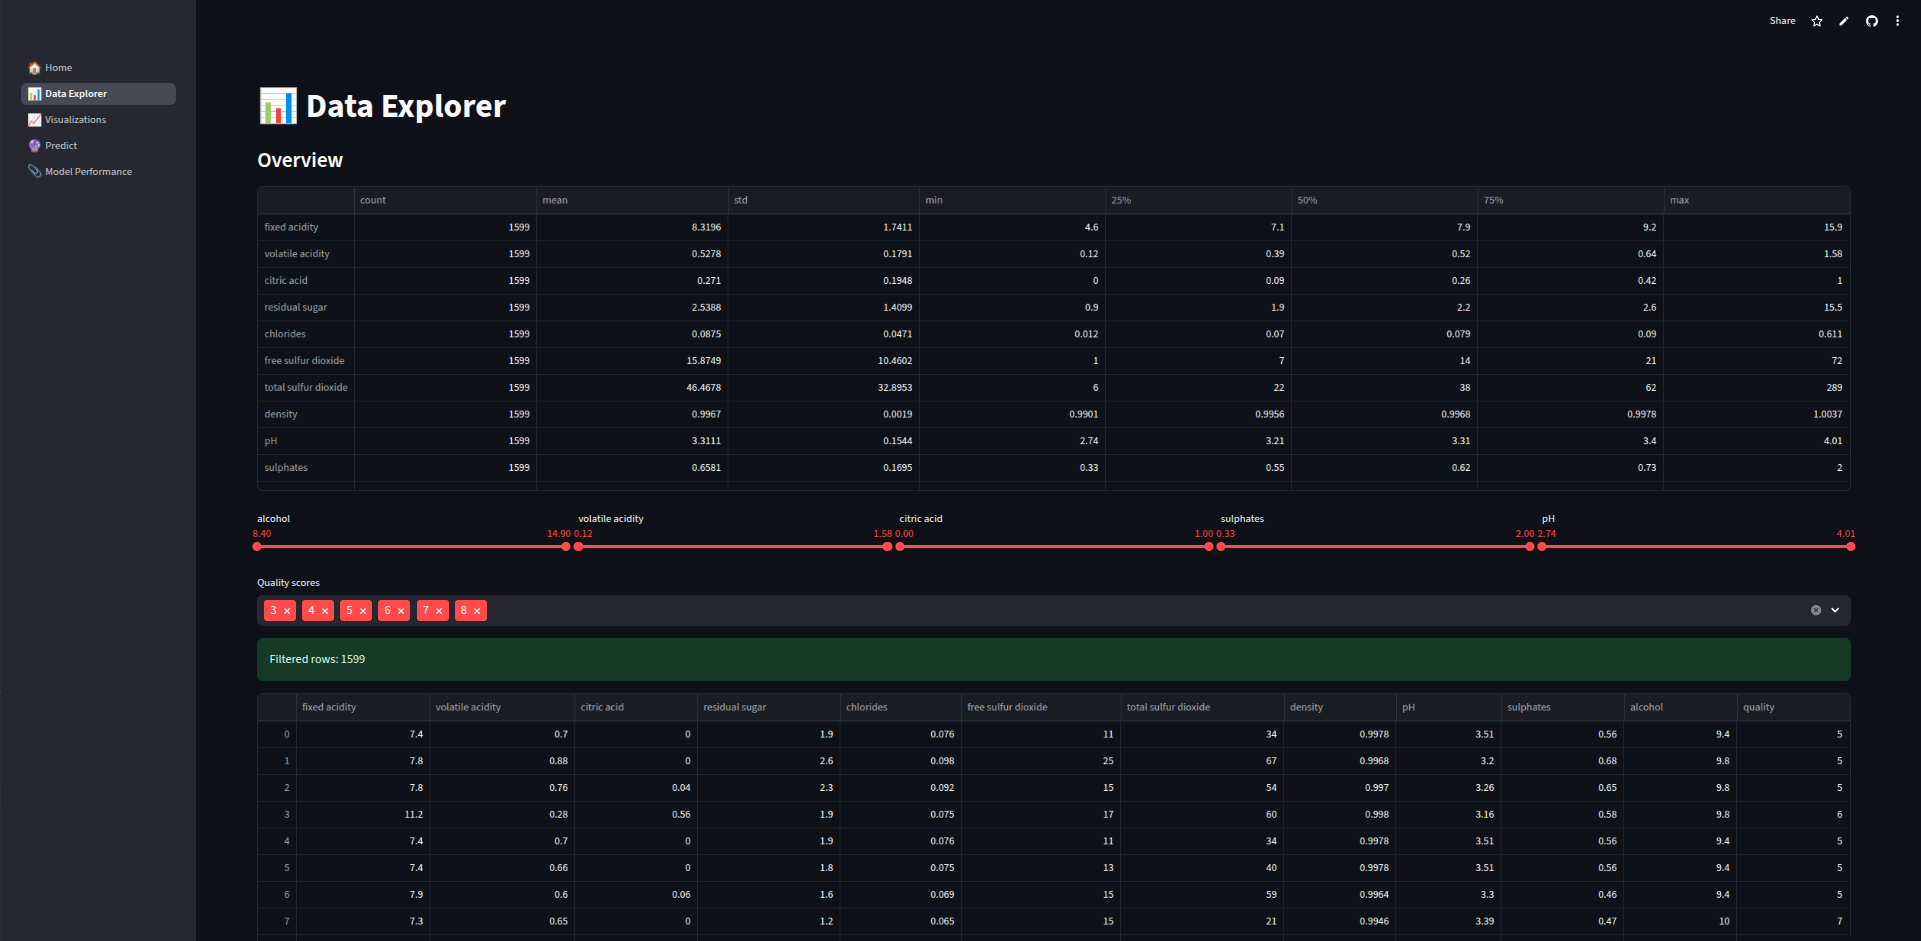 Share
Home
Data Explorer
Visualizations
Predict
Model Performance
Data Explorer
Overview
count mean std min 25% 50% 75% max
fixed acidity 1599 8.3196 1.7411 4.6 7.1 7.9 9.2 15.9
volatile acidity 1599 0.5278 0.1791 0.12 0.39 0.52 0.64 1.58
citric acid 1599 0.271 0.1948 0 0.09 0.26 0.42 1
residual sugar 1599 2.5388 1.4099 0.9 1.9 2.2 2.6 15.5
chlorides 1599 0.0875 0.0471 0.012 0.07 0.079 0.09 0.611
free sulfur dioxide 1599 15.8749 10.4602 1 7 14 21 72
total sulfur dioxide 1599 46.4678 32.8953 6 22 38 62 289
density 1599 0.9967 0.0019 0.9901 0.9956 0.9968 0.9978 1.0037
pH 1599 3.3111 0.1544 2.74 3.21 3.31 3.4 4.01
sulphates 1599 0.6581 0.1695 0.33 0.55 0.62 0.73 2
alcohol volatile acidity citric acid sulphates pH
8.40 14.90 0.12 1.58 0.00 1.00 0.33 2.00 2.74 4.01
Quality scores
3 4 5 6 7 8
Filtered rows: 1599
fixed acidity volatile acidity citric acid residual sugar chlorides free sulfur dioxide total sulfur dioxide density pH sulphates alcohol quality
0 7.4 0.7 0 1.9 0.076 11 34 0.9978 3.51 0.56 9.4 5
1 7.8 0.88 0 2.6 0.098 25 67 0.9968 3.2 0.68 9.8 5
2 7.8 0.76 0.04 2.3 0.092 15 54 0.997 3.26 0.65 9.8 5
3 11.2 0.28 0.56 1.9 0.075 17 60 0.998 3.16 0.58 9.8 6
4 7.4 0.7 0 1.9 0.076 11 34 0.9978 3.51 0.56 9.4 5
5 7.4 0.66 0 1.8 0.075 13 40 0.9978 3.51 0.56 9.4 5
6 7.9 0.6 0.06 1.6 0.069 15 59 0.9964 3.3 0.46 9.4 5
7 7.3 0.65 0 1.2 0.065 15 21 0.9946 3.39 0.47 10 7